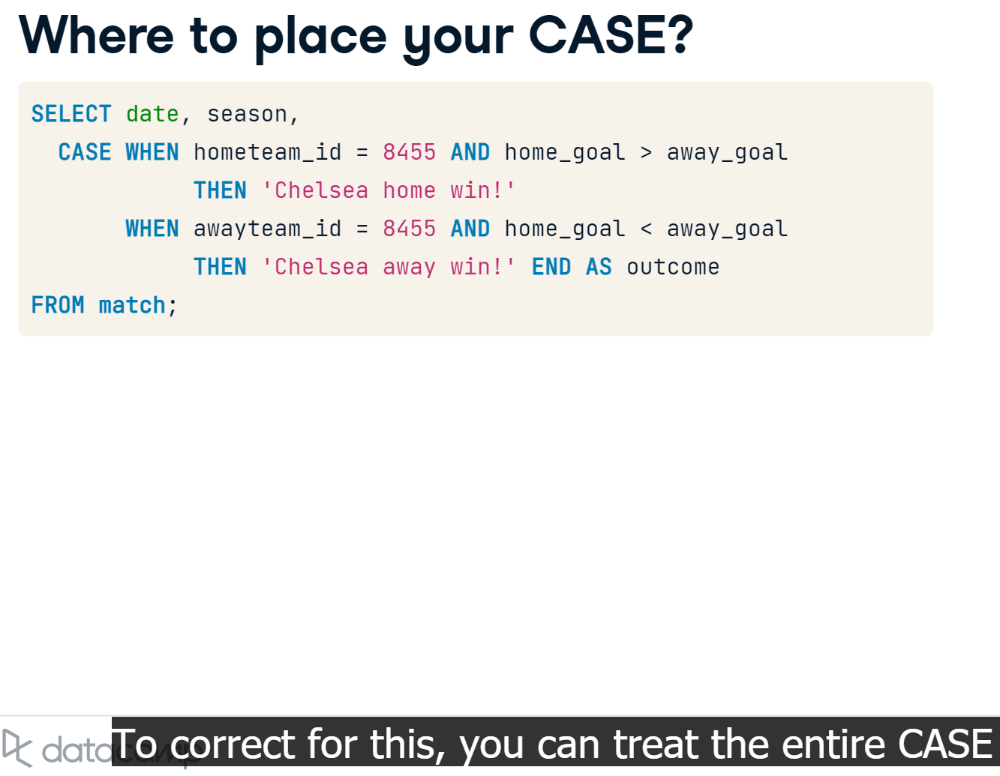 Where to place your CASE?
SELECT date, season,
CASE WHEN hometeam_id = 8455 AND home_goal > away_goal
THEN 'Chelsea home win!'
WHEN awayteam_id = 8455 AND home_goal < away_goal
THEN 'Chelsea away win!' END AS outcome
FROM match;
datacamp
To correct for this, you can treat the entire CASE